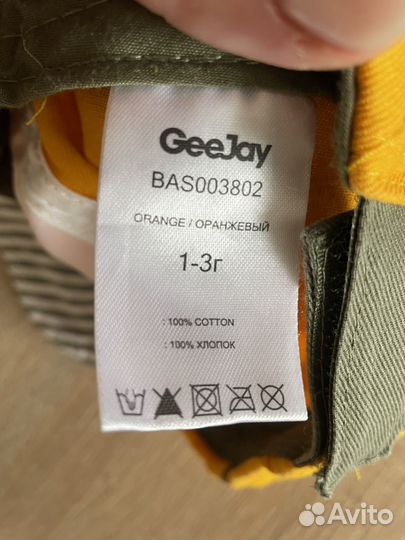 GeeJay
BAS003802
ORANGE / ОРАНЖЕВЫЙ
1-3г
: 100% COTTON
: 100% ХЛОПОК
Avito